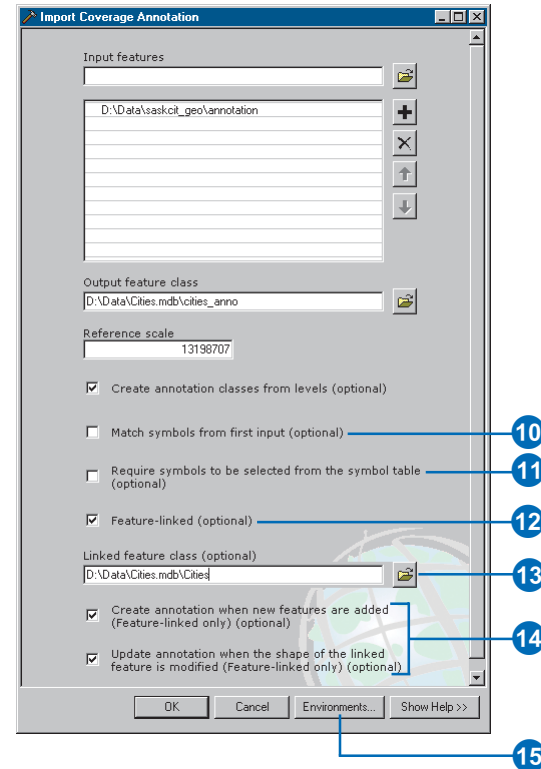 Import Coverage Annotation
Input features
D:\Data\saskcit_geo\annotation
Output feature class
D:\Data\Cities.mdb\cities_anno
Reference scale
13198707
Create annotation classes from levels (optional)
Match symbols from first input (optional)
10
Require symbols to be selected from the symbol table
(optional)
11
Feature-linked (optional)
12
Linked feature class (optional)
D:\Data\Cities.mdb\Cities
13
Create annotation when new features are added
(Feature-linked only) (optional)
14
Update annotation when the shape of the linked
feature is modified (Feature-linked only) (optional)
OK
Cancel
Environments...
Show Help >>
15